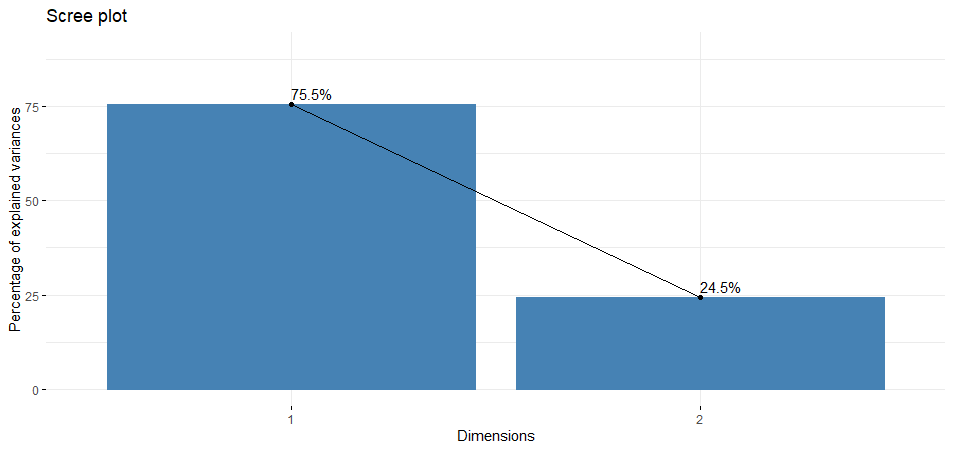 Scree plot
Percentage of explained variances
75
50
25
0
75.5%
24.5%
1
2
Dimensions